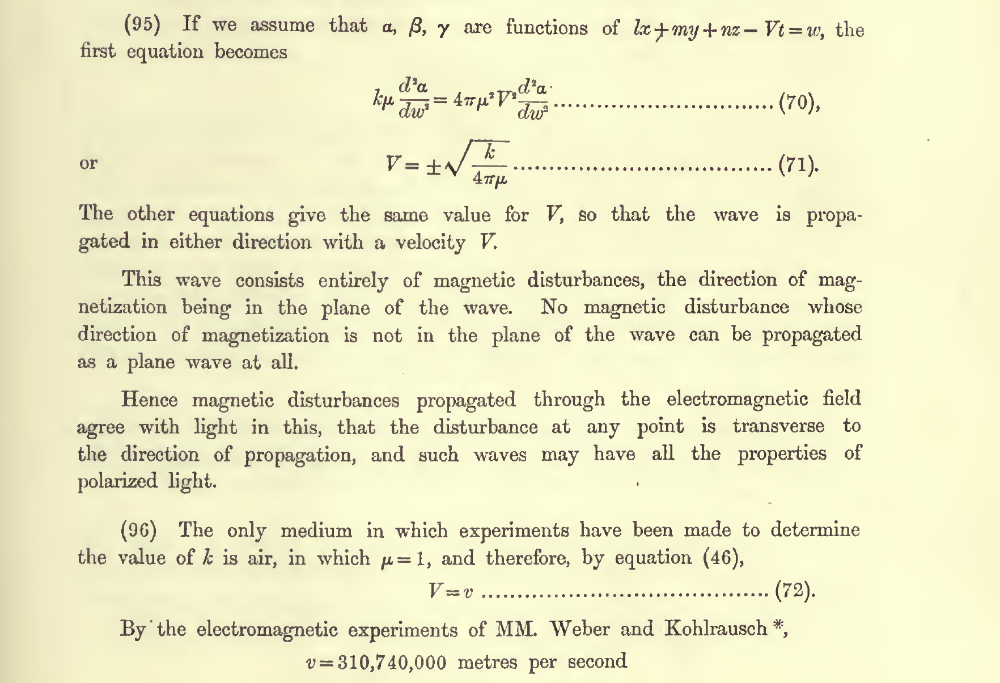 (95) If we assume that α, β, γ are functions of lx + my + nz − Vt = w, the
first equation becomes
kμ d²α/dw² = 4πμ²V² d²α/dw² .................................... (70),
or V = ±√(k/4πμ) .......................................... (71).
The other equations give the same value for V, so that the wave is propa-
gated in either direction with a velocity V.
This wave consists entirely of magnetic disturbances, the direction of mag-
netization being in the plane of the wave. No magnetic disturbance whose
direction of magnetization is not in the plane of the wave can be propagated
as a plane wave at all.
Hence magnetic disturbances propagated through the electromagnetic field
agree with light in this, that the disturbance at any point is transverse to
the direction of propagation, and such waves may have all the properties of
polarized light.
(96) The only medium in which experiments have been made to determine
the value of k is air, in which μ = 1, and therefore, by equation (46),
V = v .............................................. (72).
By the electromagnetic experiments of MM. Weber and Kohlrausch *,
v = 310,740,000 metres per second